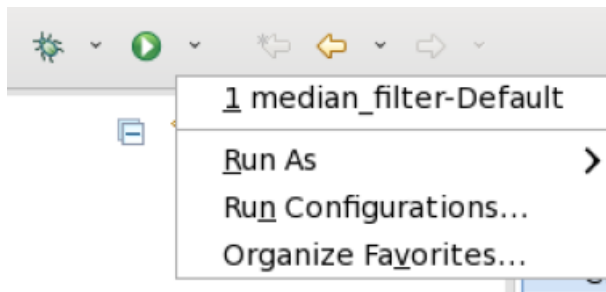 1 median_filter-Default
Run As
Run Configurations...
Organize Favorites...